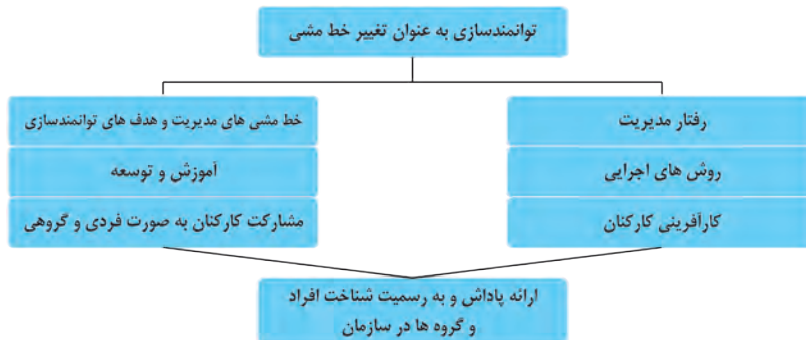 توانمندسازی به عنوان تغییر خط مشی
رفتار مدیریت
روش های اجرایی
کارآفرینی کارکنان
خط مشی های مدیریت و هدف های توانمندسازی
آموزش و توسعه
مشارکت کارکنان به صورت فردی و گروهی
ارائه پاداش و به رسمیت شناخت افراد
و گروه ها در سازمان